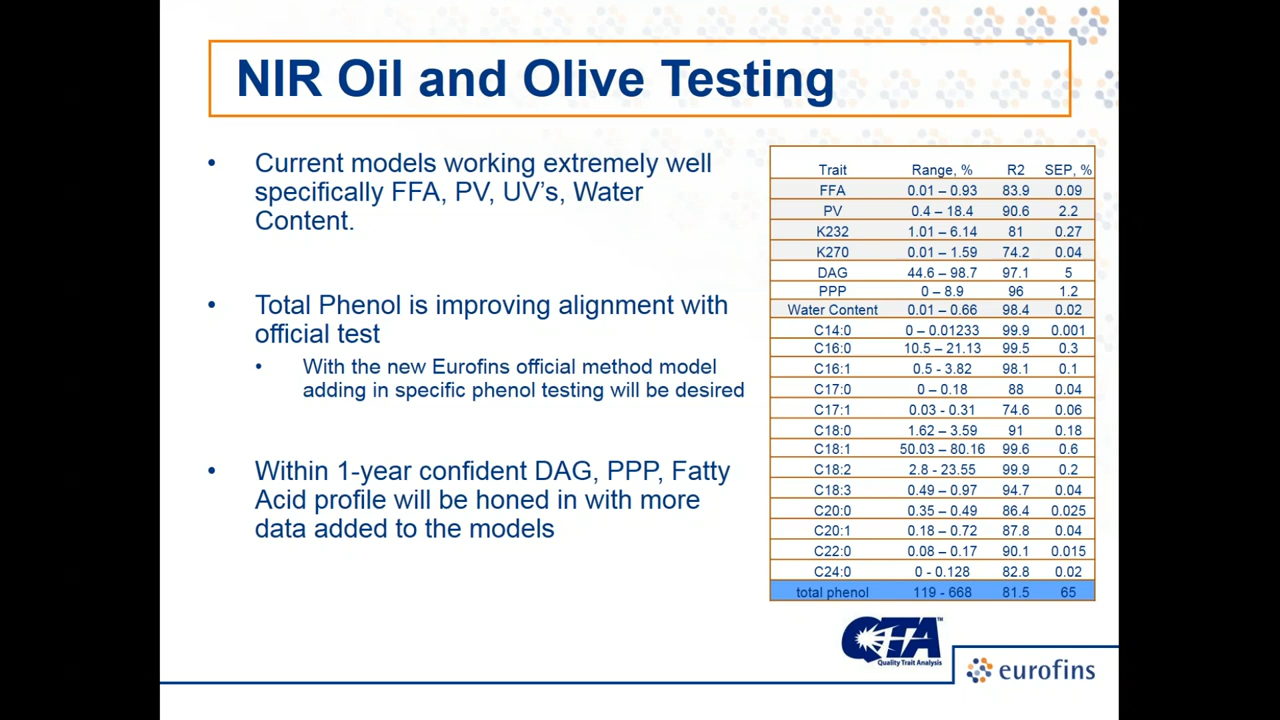 NIR Oil and Olive Testing
• Current models working extremely well
specifically FFA, PV, UV’s, Water
Content.
• Total Phenol is improving alignment with
official test
• With the new Eurofins official method model
adding in specific phenol testing will be desired
• Within 1-year confident DAG, PPP, Fatty
Acid profile will be honed in with more
data added to the models
Trait Range, % R2 SEP, %
FFA 0.01 – 0.93 83.9 0.09
PV 0.4 – 18.4 90.6 2.2
K232 1.01 – 6.14 81 0.27
K270 0.01 – 1.59 74.2 0.04
DAG 44.6 – 98.7 97.1 5
PPP 0 – 8.9 96 1.2
Water Content 0.01 – 0.66 98.4 0.02
C14:0 0 – 0.01233 99.9 0.001
C16:0 10.5 – 21.13 99.5 0.3
C16:1 0.5 - 3.82 98.1 0.1
C17:0 0 – 0.18 88 0.04
C17:1 0.03 - 0.31 74.6 0.06
C18:0 1.62 – 3.59 91 0.18
C18:1 50.03 – 80.16 99.6 0.6
C18:2 2.8 - 23.55 99.9 0.2
C18:3 0.49 – 0.97 94.7 0.04
C20:0 0.35 – 0.49 86.4 0.025
C20:1 0.18 – 0.72 87.8 0.04
C22:0 0.08 – 0.17 90.1 0.015
C24:0 0 - 0.128 82.8 0.02
total phenol 119 - 668 81.5 65
QTA™
Quality Trait Analysis
eurofins